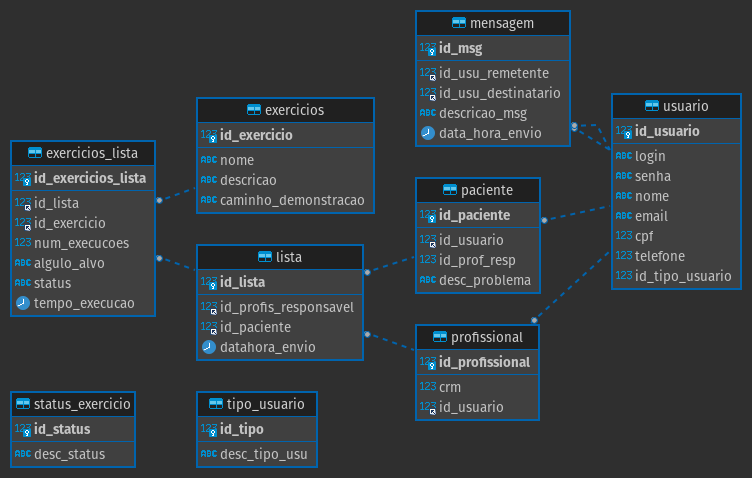 mensagem
123 id_msg
123 id_usu_remetente
123 id_usu_destinatario
ABC descricao_msg
data_hora_envio
usuario
123 id_usuario
ABC login
ABC senha
ABC nome
ABC email
123 cpf
123 telefone
123 id_tipo_usuario
exercicios
123 id_exercicio
ABC nome
ABC descricao
ABC caminho_demonstracao
exercicios_lista
123 id_exercicios_lista
123 id_lista
123 id_exercicio
123 num_execucoes
ABC algulo_alvo
ABC status
tempo_execucao
paciente
123 id_paciente
123 id_usuario
123 id_prof_resp
ABC desc_problema
lista
123 id_lista
123 id_profis_responsavel
123 id_paciente
datahora_envio
profissional
123 id_profissional
123 crm
123 id_usuario
status_exercicio
123 id_status
ABC desc_status
tipo_usuario
123 id_tipo
ABC desc_tipo_usu